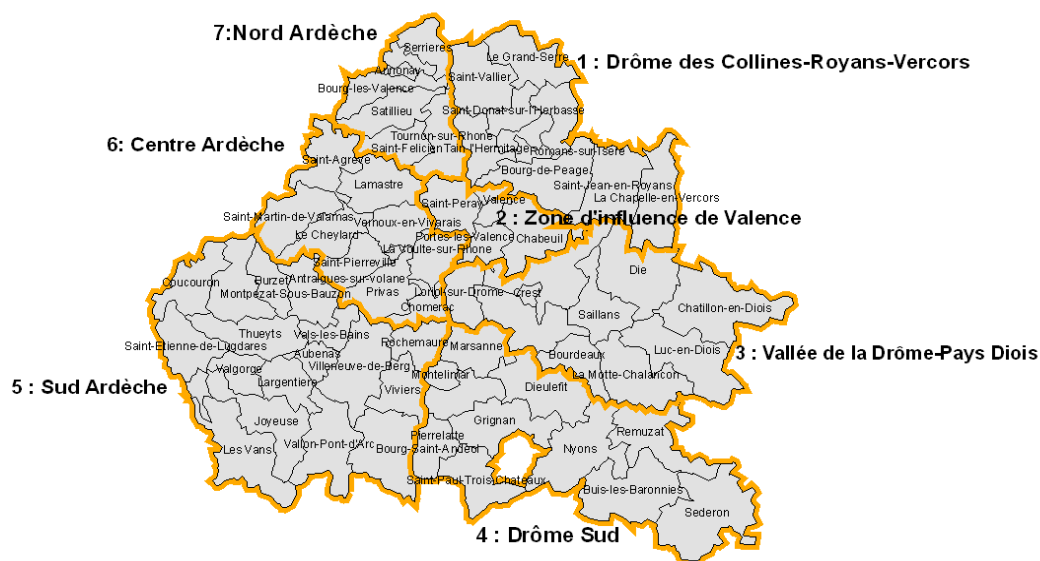 7:Nord Ardèche
Serrieres
Le Grand-Serre
1 : Drôme des Collines-Royans-Vercors
Annonay
Saint-Vallier
Bourg-les-Valence
Satillieu
Saint-Donat-sur-l'Herbasse
Tournon-sur-Rhone
6: Centre Ardèche
Saint-Felicien
Tain l'Hermitage
Romans-sur-Isere
Saint-Agreve
Bourg-de-Peage
Lamastre
Saint-Jean-en-Royans
La Chapelle-en-Vercors
Saint-Peray
Valence
Saint-Martin-de-Valamas
2 : Zone d'influence de Valence
Vernoux-en-Vivarais
Le Cheylard
Portes-les-Valence
Chabeuil
La Voulte-sur-Rhone
Saint-Pierreville
Die
Coucouron
Burzet
Antraigues-sur-volane
Montpezat-Sous-Bauzon
Privas
Loriol-sur-Drome
Crest
Chomerac
Chatillon-en-Diois
Saillans
Thueyts
Vals-les-Bains
Saint-Etienne-de-Lugdares
Rochemaure
Marsanne
Aubenas
Bourdeaux
Luc-en-Diois
3 : Vallée de la Drôme-Pays Diois
Valgorge
Villeneuve-de-Berg
Montelimar
La Motte-Chalancon
5 : Sud Ardèche
Largentiere
Viviers
Dieulefit
Joyeuse
Grignan
Remuzat
Les Vans
Vallon-Pont-d'Arc
Pierrelatte
Bourg-Saint-Andeol
Nyons
Saint-Paul-Trois-Chateaux
Buis-les-Baronnies
Sederon
4 : Drôme Sud